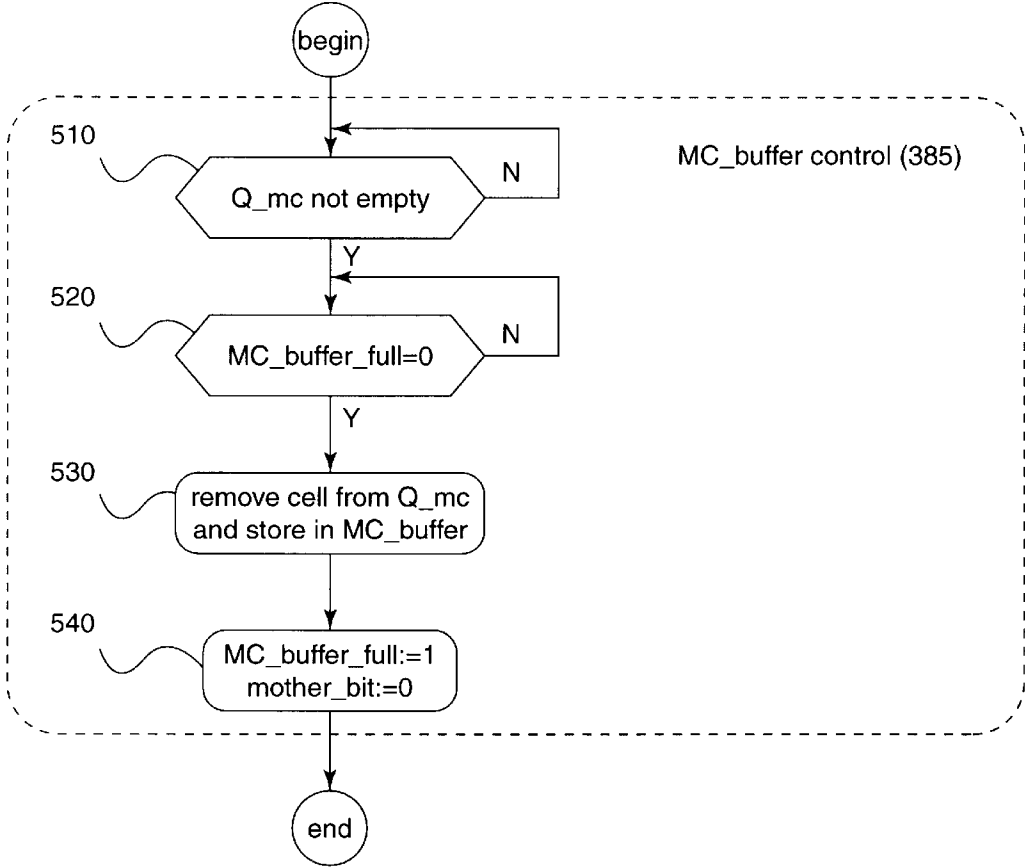 begin
510
MC_buffer control (385)
N
Q_mc not empty
Y
520
N
MC_buffer_full=0
Y
530
remove cell from Q_mc
and store in MC_buffer
540
MC_buffer_full:=1
mother_bit:=0
end